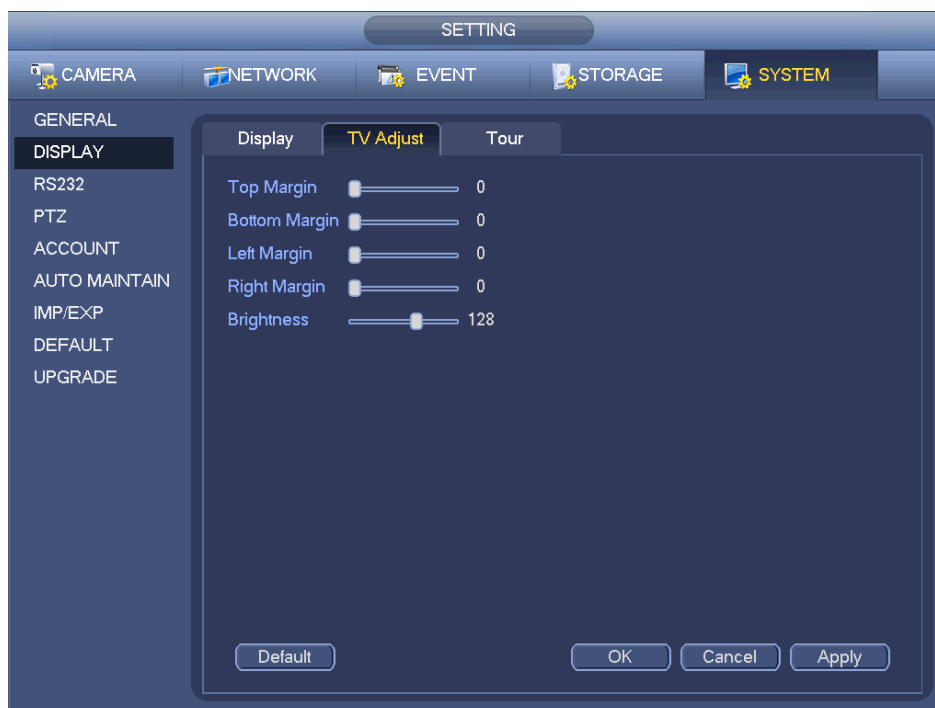 SETTING
CAMERA NETWORK EVENT STORAGE SYSTEM
GENERAL
DISPLAY
RS232
PTZ
ACCOUNT
AUTO MAINTAIN
IMP/EXP
DEFAULT
UPGRADE
Display TV Adjust Tour
Top Margin 0
Bottom Margin 0
Left Margin 0
Right Margin 0
Brightness 128
Default OK Cancel Apply